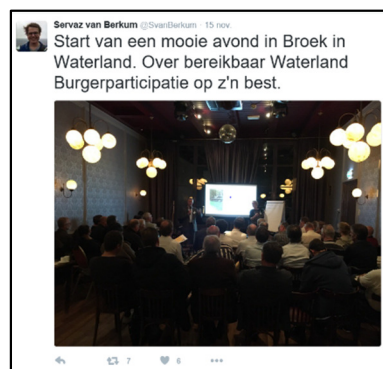 Servaz van Berkum @SvanBerkum · 15 nov.
Start van een mooie avond in Broek in
Waterland. Over bereikbaar Waterland
Burgerparticipatie op z'n best.
7 6